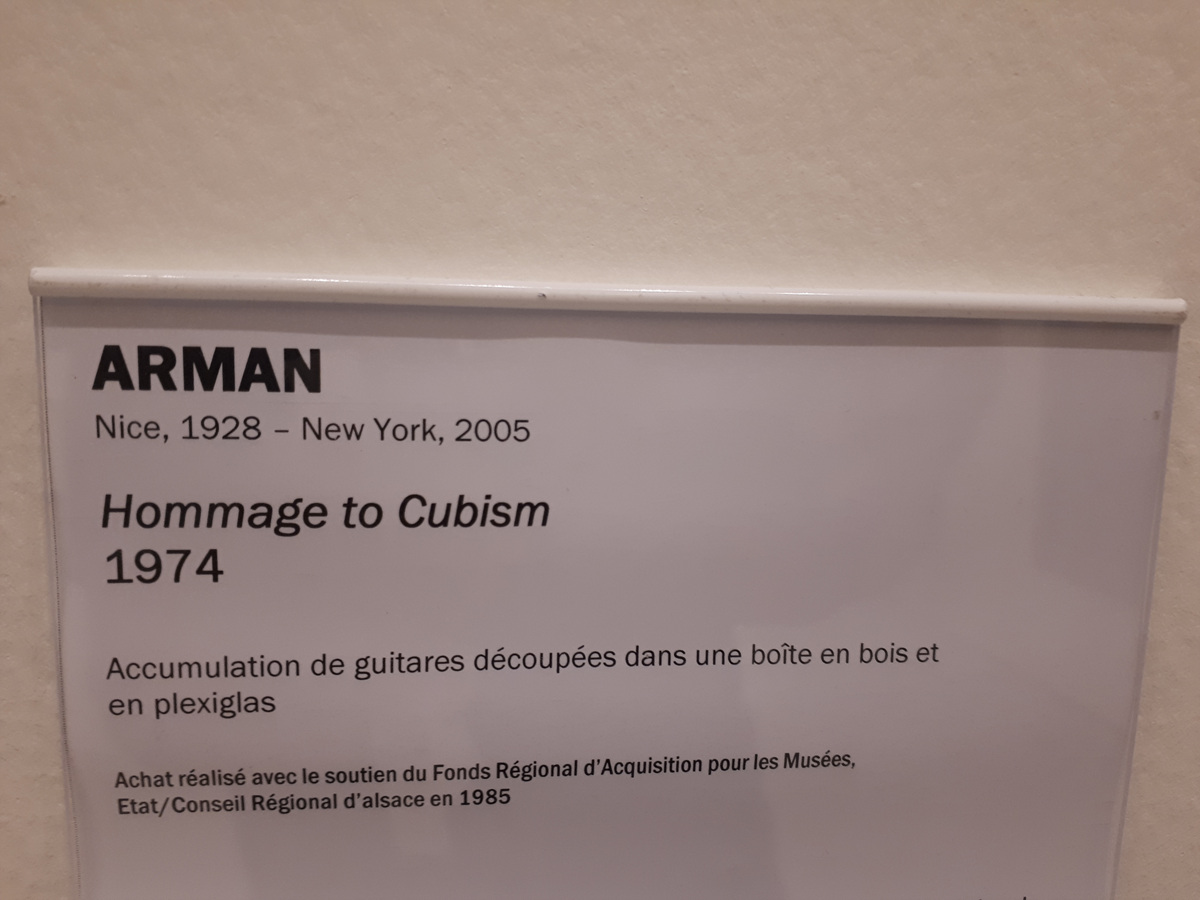 ARMAN
Nice, 1928 – New York, 2005
Hommage to Cubism
1974
Accumulation de guitares découpées dans une boîte en bois et
en plexiglas
Achat réalisé avec le soutien du Fonds Régional d'Acquisition pour les Musées,
Etat/Conseil Régional d'alsace en 1985